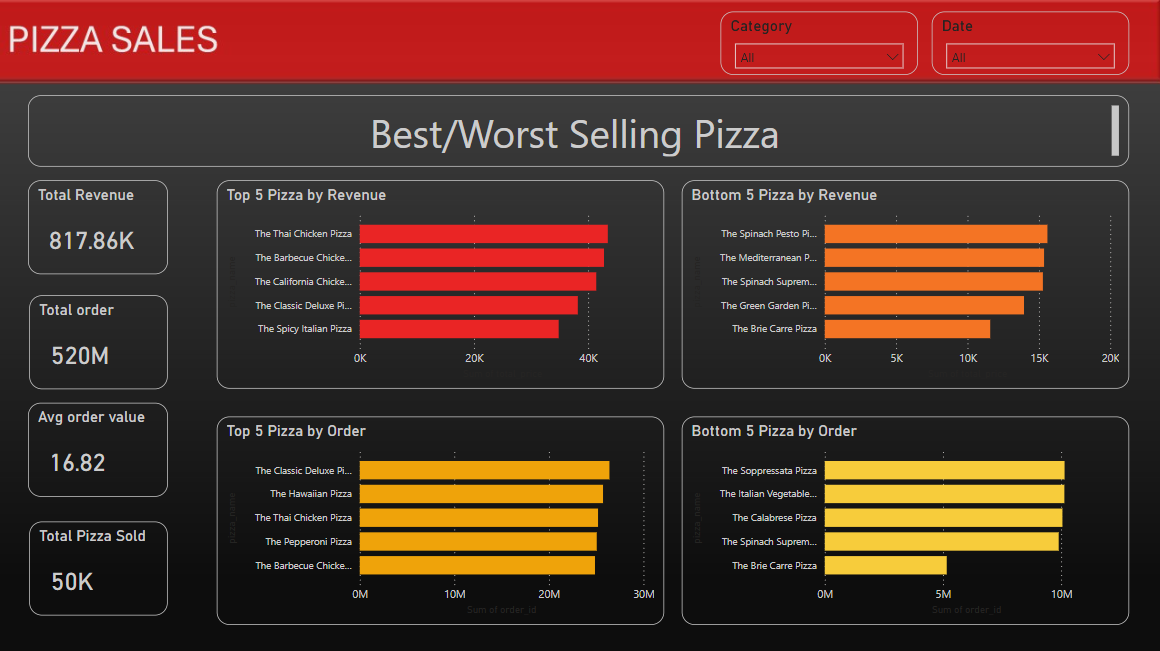 PIZZA SALES
Category
All
Date
All
Best/Worst Selling Pizza
Total Revenue
817.86K
Total order
520M
Avg order value
16.82
Total Pizza Sold
50K
Top 5 Pizza by Revenue
The Thai Chicken Pizza
The Barbecue Chicke...
The California Chicke...
The Classic Deluxe Pi...
The Spicy Italian Pizza
0K 20K 40K
Bottom 5 Pizza by Revenue
The Spinach Pesto Pi...
The Mediterranean P...
The Spinach Suprem...
The Green Garden Pi...
The Brie Carre Pizza
0K 5K 10K 15K 20K
Top 5 Pizza by Order
pizza_name
The Classic Deluxe Pi...
The Hawaiian Pizza
The Thai Chicken Pizza
The Pepperoni Pizza
The Barbecue Chicke...
0M 10M 20M 30M
Sum of order_id
Bottom 5 Pizza by Order
pizza_name
The Soppressata Pizza
The Italian Vegetable...
The Calabrese Pizza
The Spinach Suprem...
The Brie Carre Pizza
0M 5M 10M
Sum of order_id